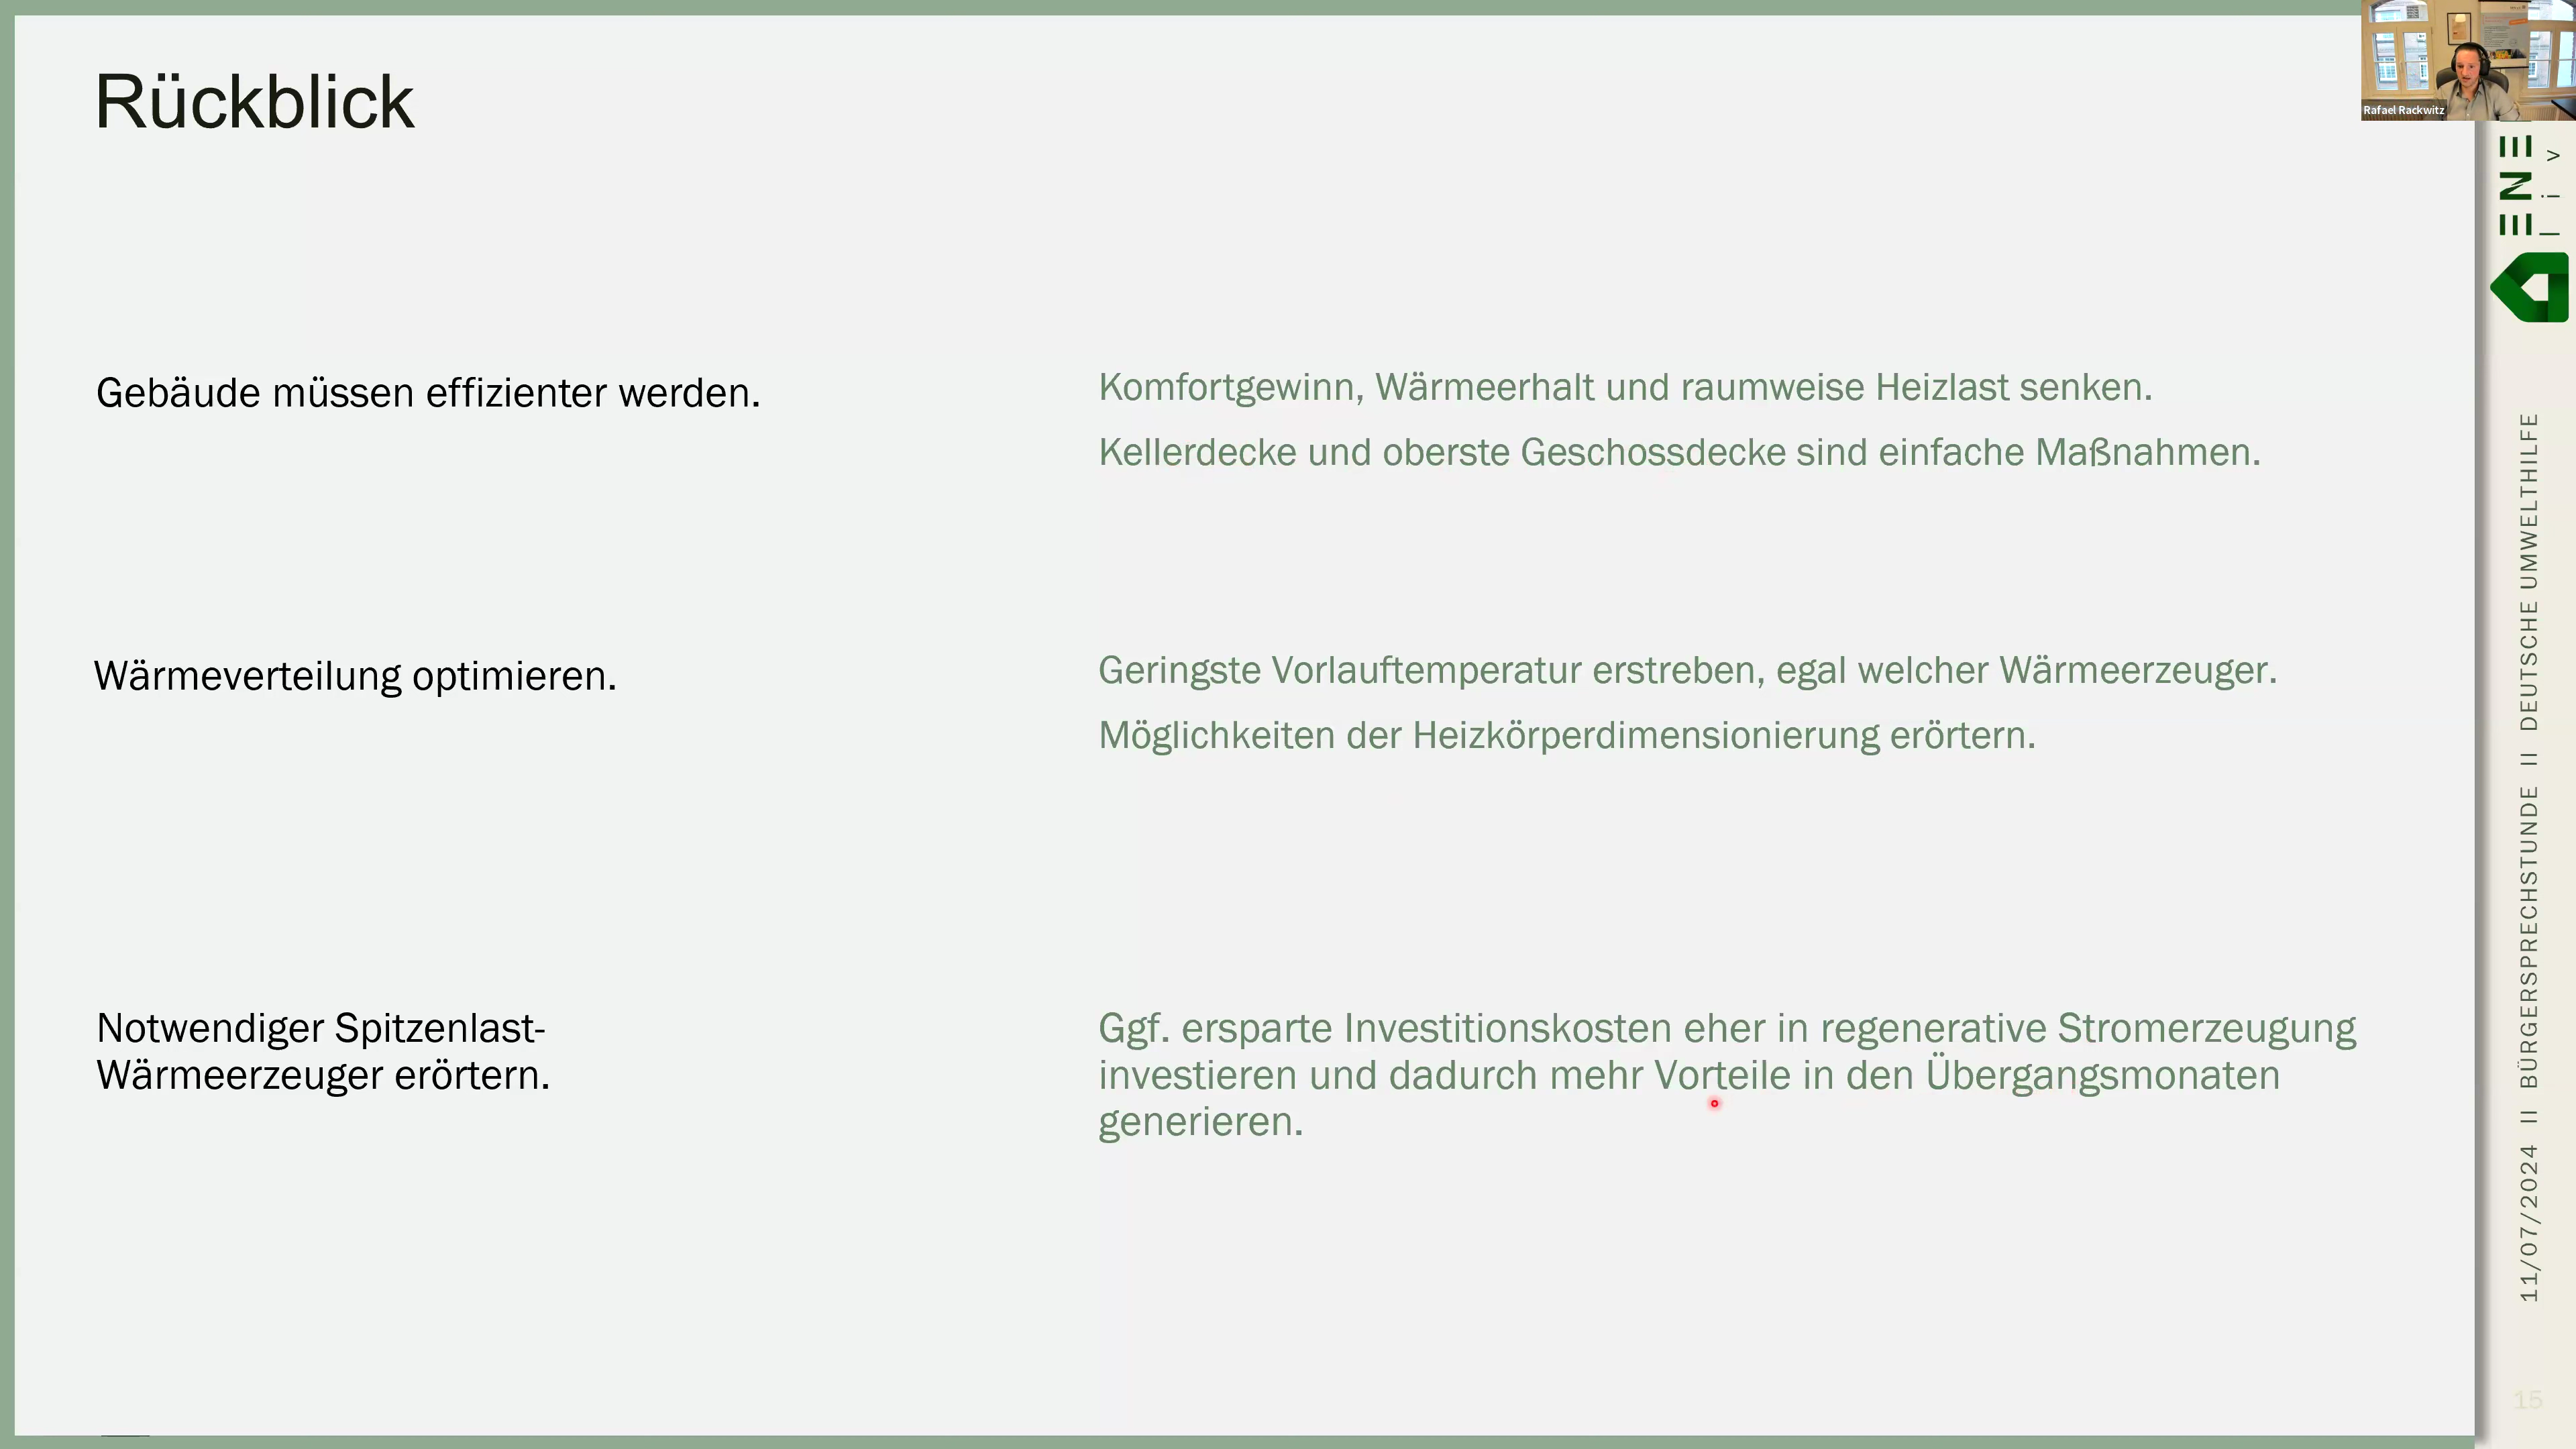 Rückblick
Gebäude müssen effizienter werden.
Komfortgewinn, Wärmeerhalt und raumweise Heizlast senken.
Kellerdecke und oberste Geschossdecke sind einfache Maßnahmen.
Wärmeverteilung optimieren.
Geringste Vorlauftemperatur erstreben, egal welcher Wärmeerzeuger.
Möglichkeiten der Heizkörperdimensionierung erörtern.
Notwendiger Spitzenlast-
Wärmeerzeuger erörtern.
Ggf. ersparte Investitionskosten eher in regenerative Stromerzeugung
investieren und dadurch mehr Vorteile in den Übergangsmonaten
generieren.
Rafael Rackwitz
ENE
liv
11/07/2024 II BÜRGERSPRECHSTUNDE II DEUTSCHE UMWELTHILFE
15